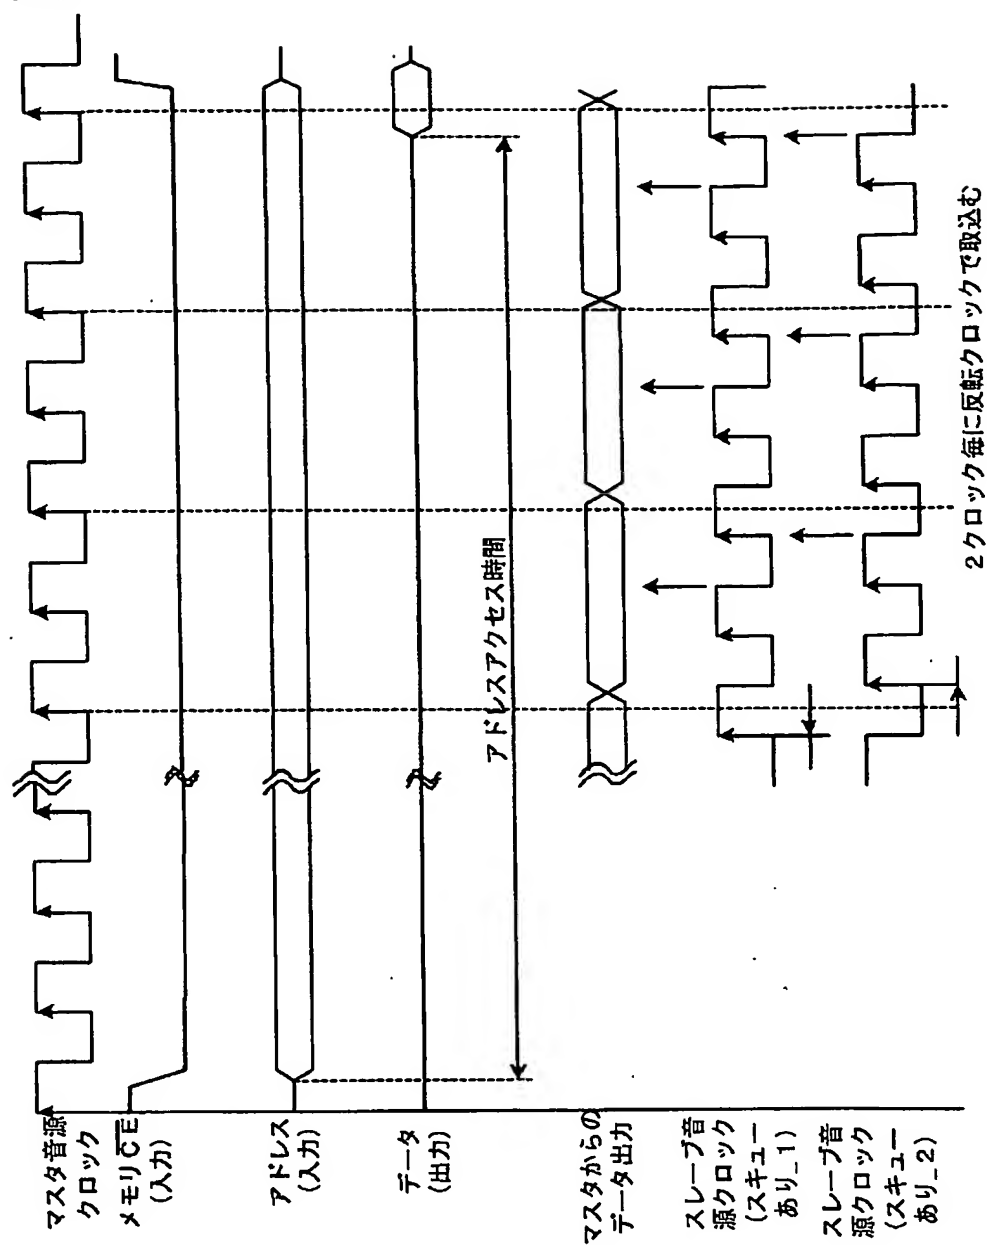 マスタ音源
クロック
メモリCE
(入力)
アドレス
(入力)
データ
(出力)
アドレスアクセス時間
マスタからの
データ出力
スレーブ音
源クロック
(スキュー
あり_1)
スレーブ音
源クロック
(スキュー
あり_2)
2クロック毎に反転クロックで取込む